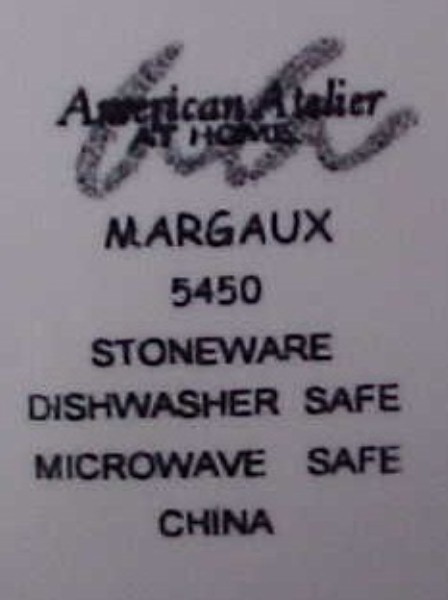 American Atelier
AT HOME
MARGAUX
5450
STONEWARE
DISHWASHER SAFE
MICROWAVE SAFE
CHINA